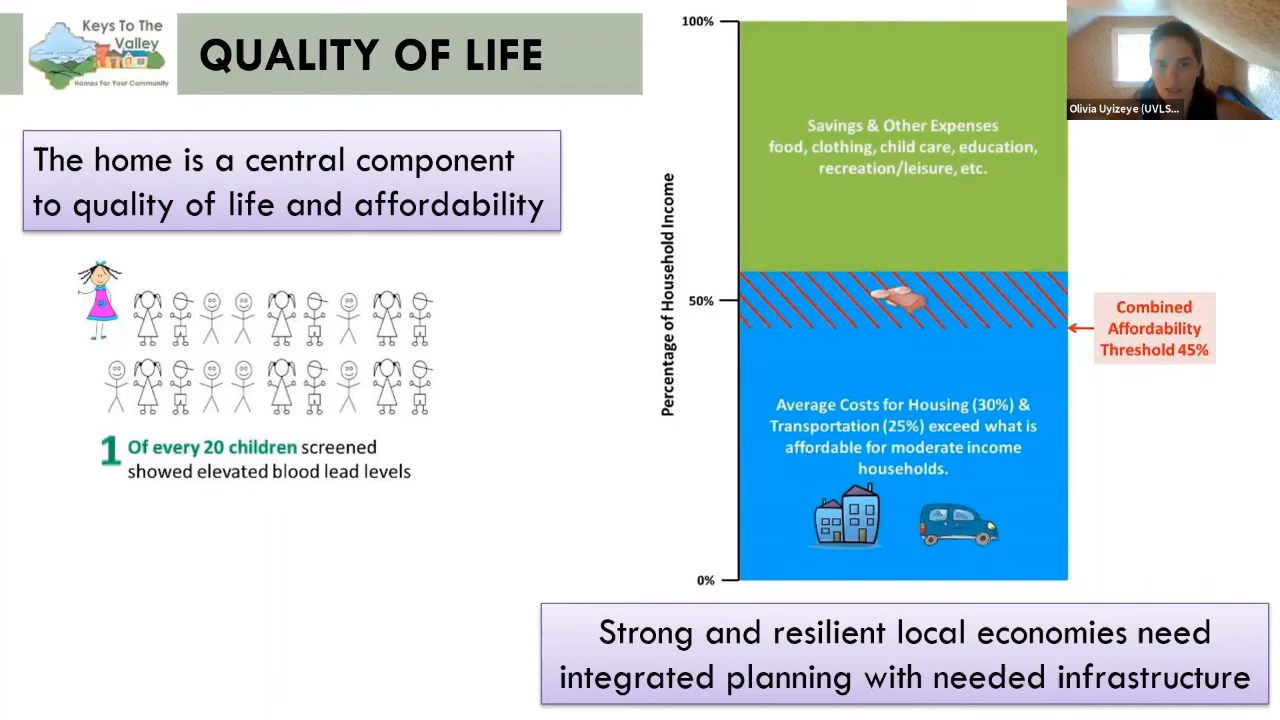 Keys To The
Valley
Homes For Your Community
QUALITY OF LIFE
The home is a central component
to quality of life and affordability
1 Of every 20 children screened
showed elevated blood lead levels
Percentage of Household Income
100%
50%
0%
Savings & Other Expenses
food, clothing, child care, education,
recreation/leisure, etc.
Average Costs for Housing (30%) &
Transportation (25%) exceed what is
affordable for moderate income
households.
Combined
Affordability
Threshold 45%
Olivia Uyizeye (UVLS...
Strong and resilient local economies need
integrated planning with needed infrastructure